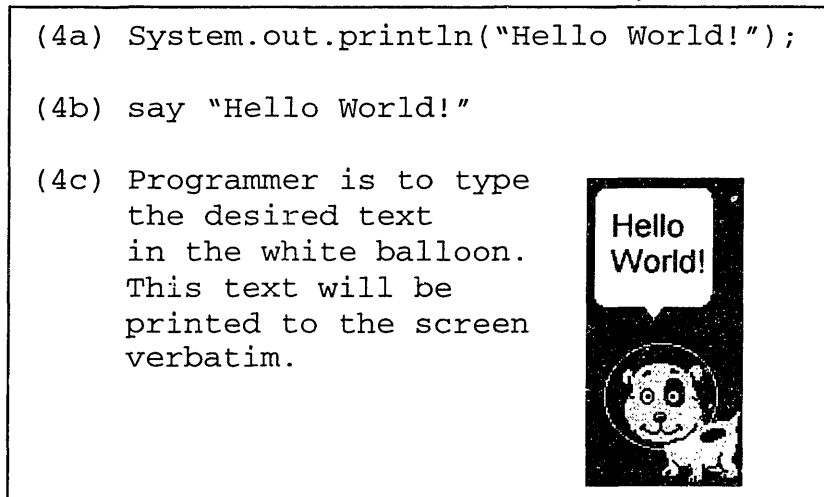 (4a) System.out.println("Hello World!");
(4b) say "Hello World!"
(4c) Programmer is to type
the desired text
in the white balloon.
This text will be
printed to the screen
verbatim.
Hello
World!